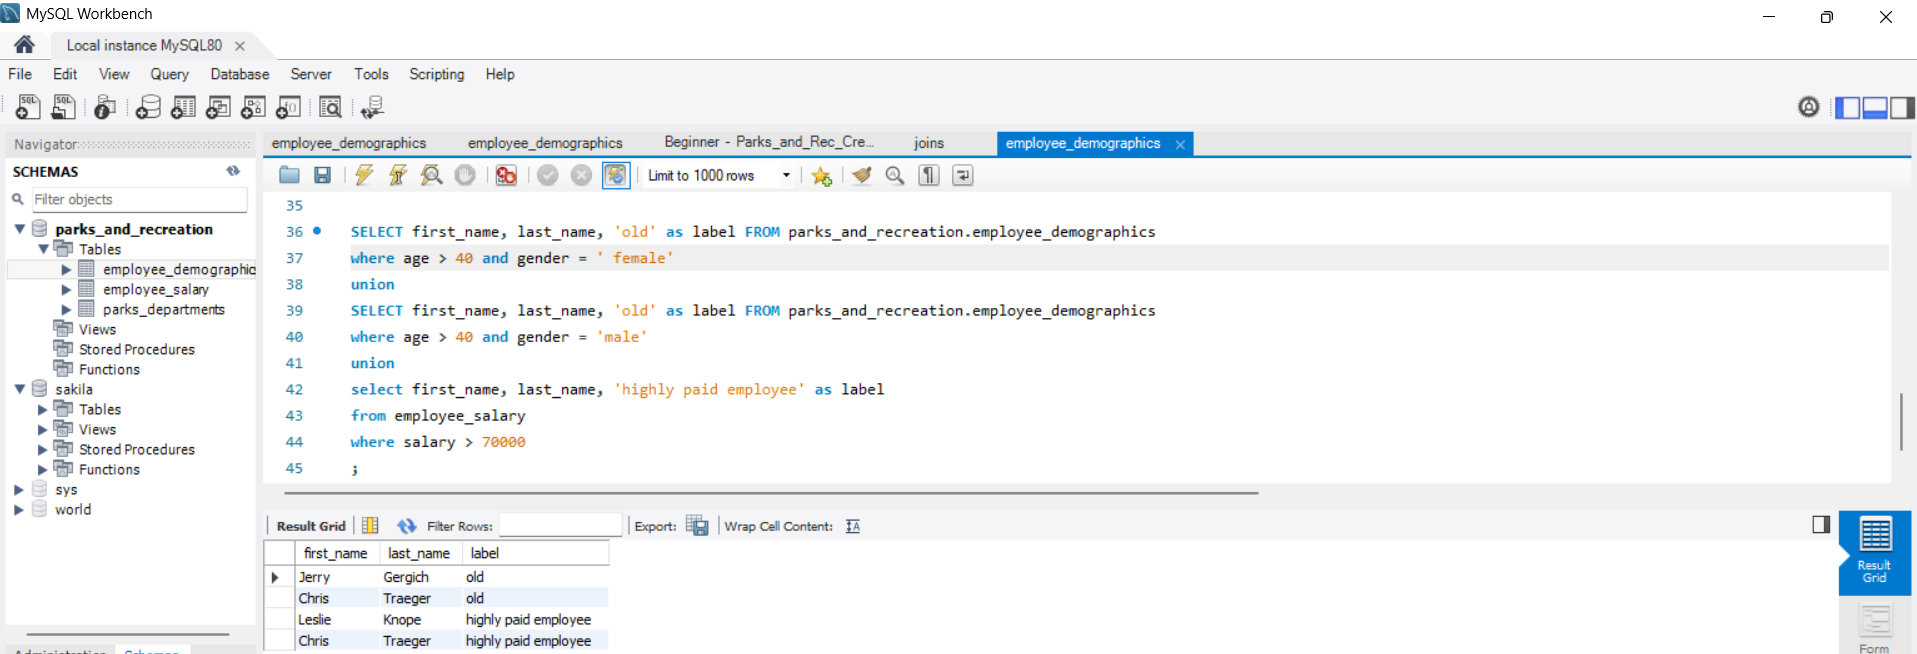 MySQL Workbench
Local instance MySQL80
File Edit View Query Database Server Tools Scripting Help
Navigator
SCHEMAS
Filter objects
parks_and_recreation
Tables
employee_demographic
employee_salary
parks_departments
Views
Stored Procedures
Functions
sakila
Tables
Views
Stored Procedures
Functions
sys
world
employee_demographics employee_demographics Beginner - Parks_and_Rec_Cre... joins employee_demographics
Limit to 1000 rows
35
36 SELECT first_name, last_name, 'old' as label FROM parks_and_recreation.employee_demographics
37 where age > 40 and gender = ' female'
38 union
39 SELECT first_name, last_name, 'old' as label FROM parks_and_recreation.employee_demographics
40 where age > 40 and gender = 'male'
41 union
42 select first_name, last_name, 'highly paid employee' as label
43 from employee_salary
44 where salary > 70000
45 ;
Result Grid Filter Rows: Export: Wrap Cell Content:
first_name last_name label
Jerry Gergich old
Chris Traeger old
Leslie Knope highly paid employee
Chris Traeger highly paid employee
Result
Grid
Form
Administration Schemas